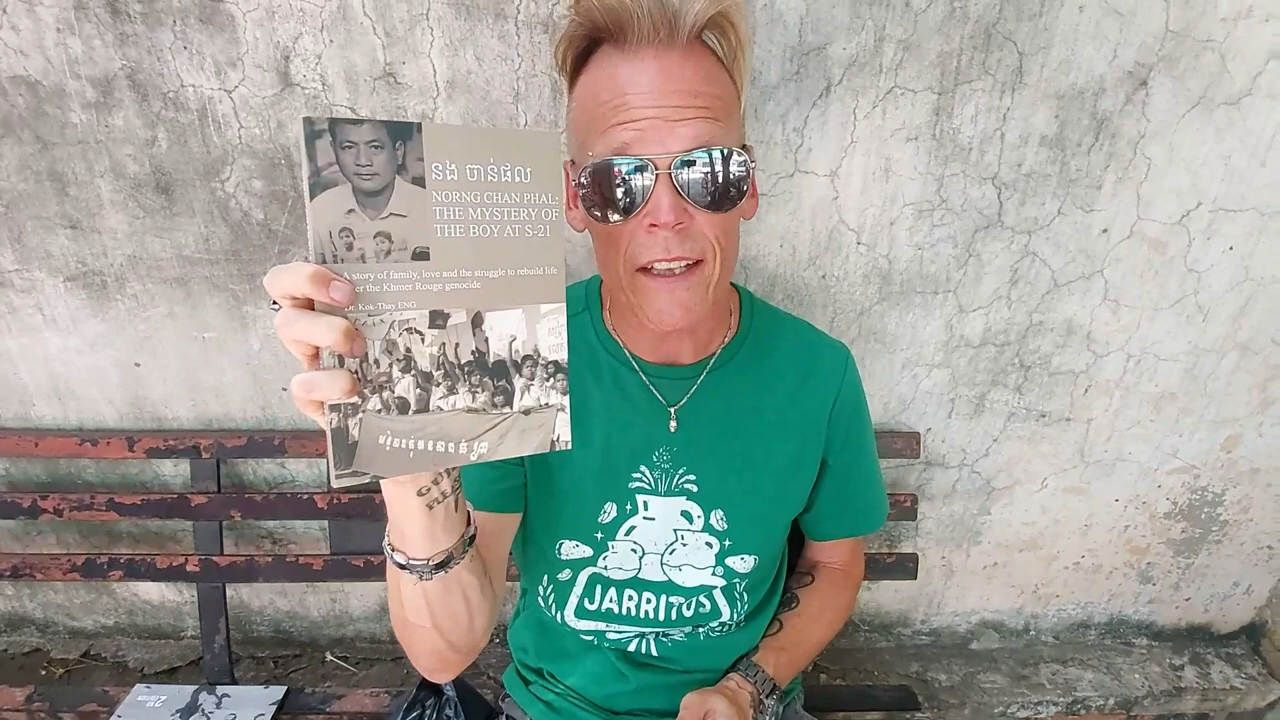 នង ចាន់ផល
NORNG CHAN PHAL:
THE MYSTERY OF
THE BOY AT S-21
A story of family, love and the struggle to rebuild life
the Khmer Rouge genocide
Dr. Kok-Thay ENG
JARRITOS